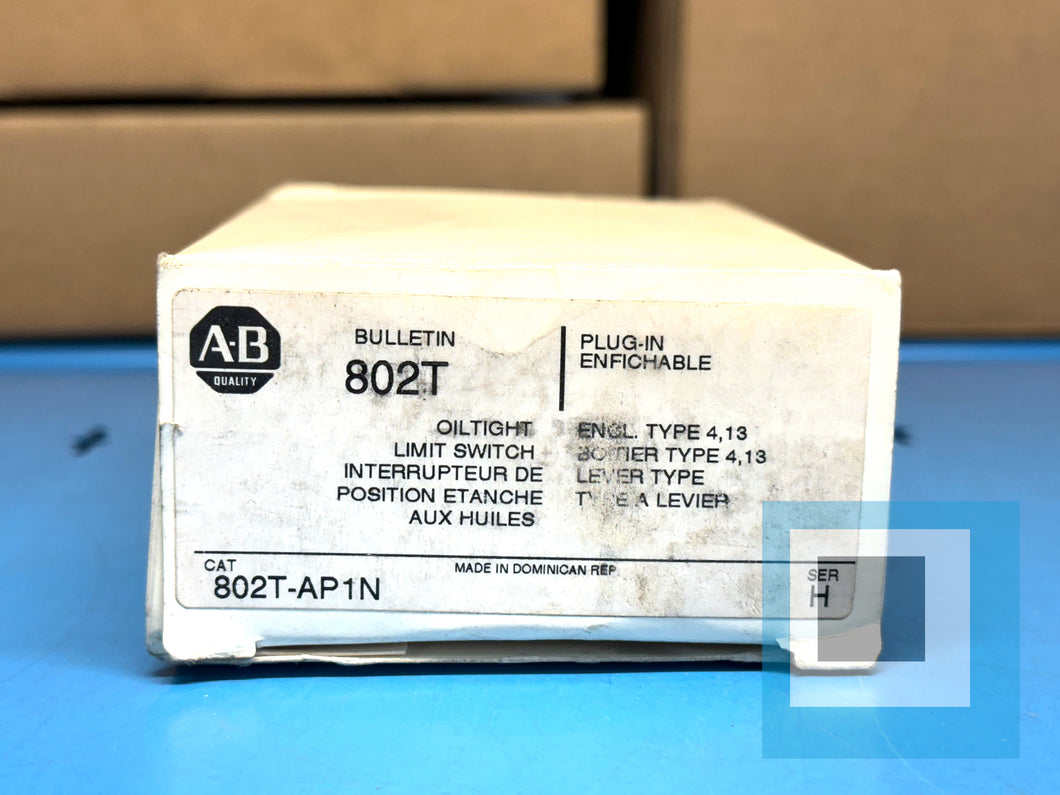 A-B
QUALITY
BULLETIN
802T
PLUG-IN
ENFICHABLE
OILTIGHT
LIMIT SWITCH
INTERRUPTEUR DE
POSITION ETANCHE
AUX HUILES
ENCL. TYPE 4,13
BOITIER TYPE 4,13
LEVER TYPE
TYPE A LEVIER
CAT
802T-AP1N
MADE IN DOMINICAN REP
SER
H